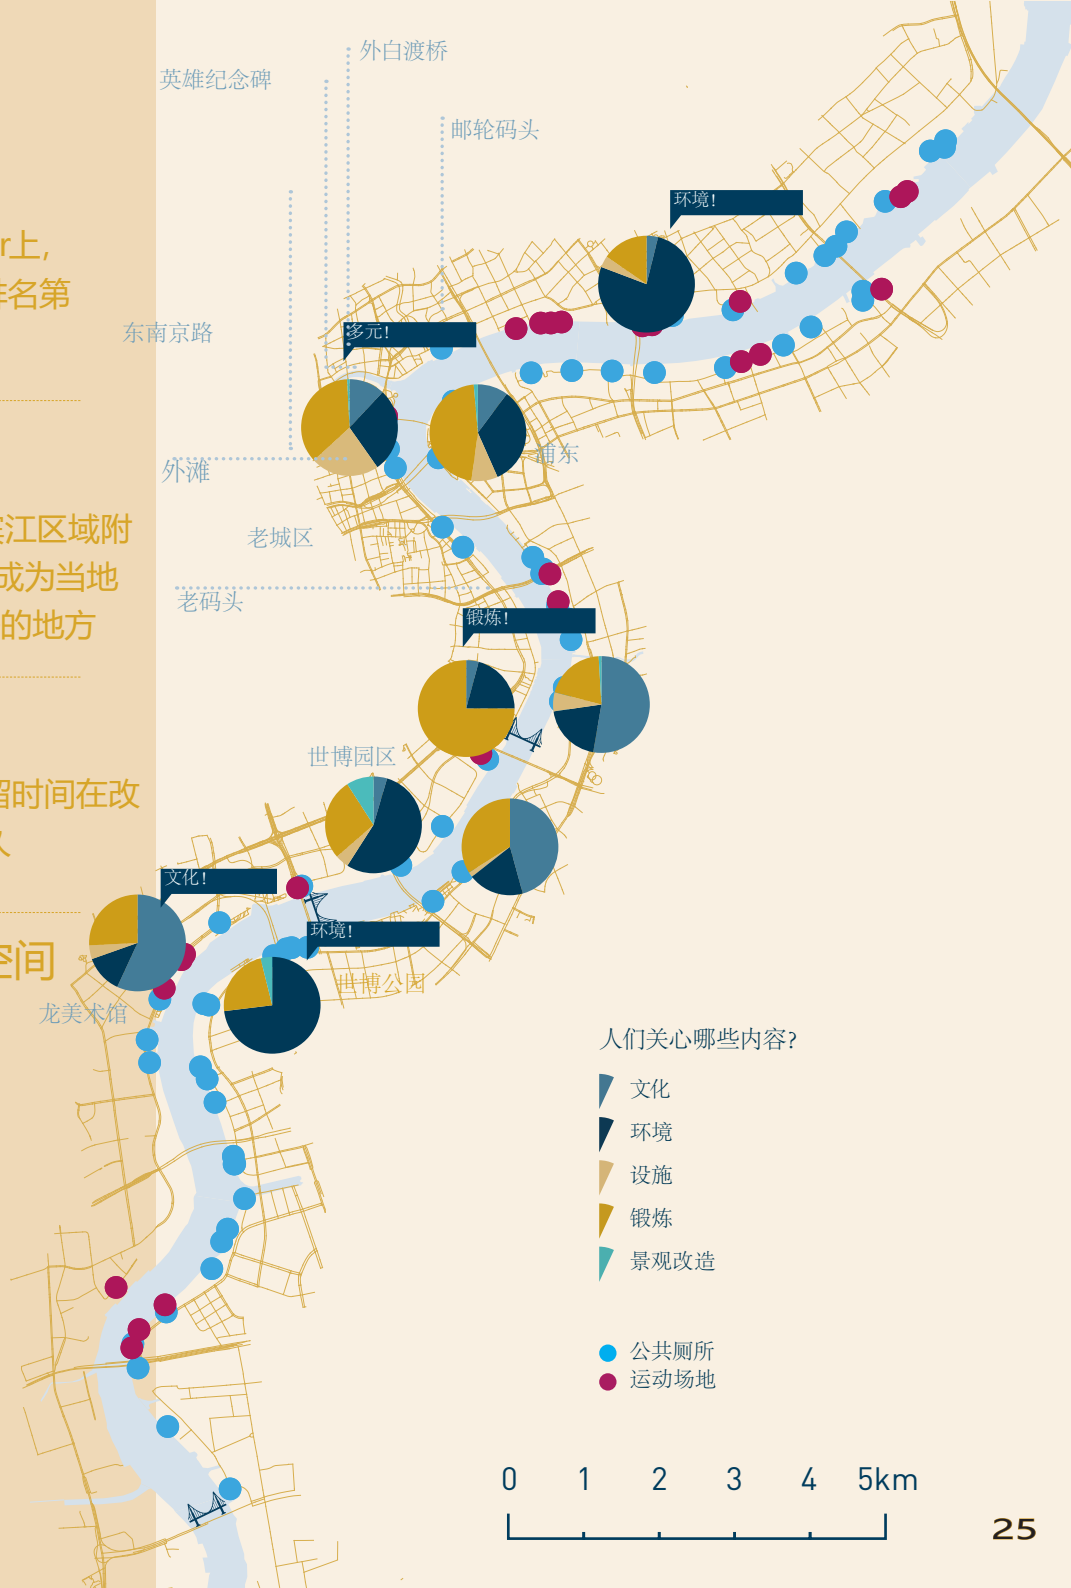 外白渡桥
英雄纪念碑
邮轮码头
环境!
r上,
名第
东南京路
多元!
浦东
外滩
江区域附
老城区
成为当地
老码头
的地方
锻炼!
世博园区
时间在改
文化!
环境!
空间
世博公园
龙美术馆
人们关心哪些内容?
文化
环境
设施
锻炼
景观改造
公共厕所
运动场地
0 1 2 3 4 5km
25